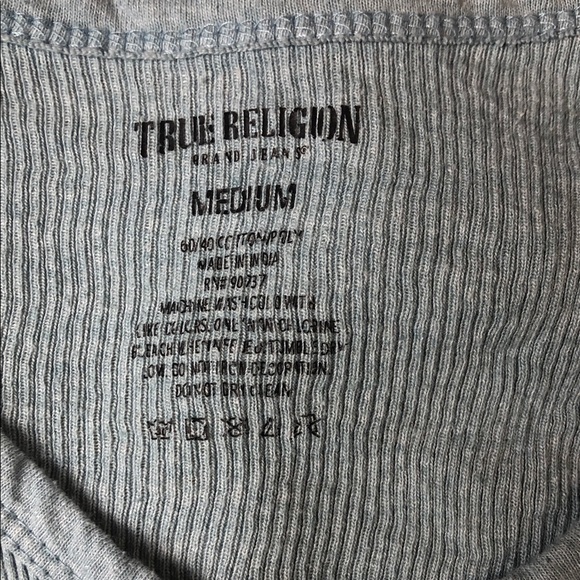 TRUE RELIGION
BRAND JEANS
MEDIUM
60/40 COTTON/POLY
MADE IN INDIA
RN# 90737
MACHINE WASH COLD WITH
LIKE COLORS. ONLY NON-CHLORINE
BLEACH WHEN NEEDED. TUMBLE DRY
LOW. DO NOT IRON DECORATION.
DO NOT DRY CLEAN.